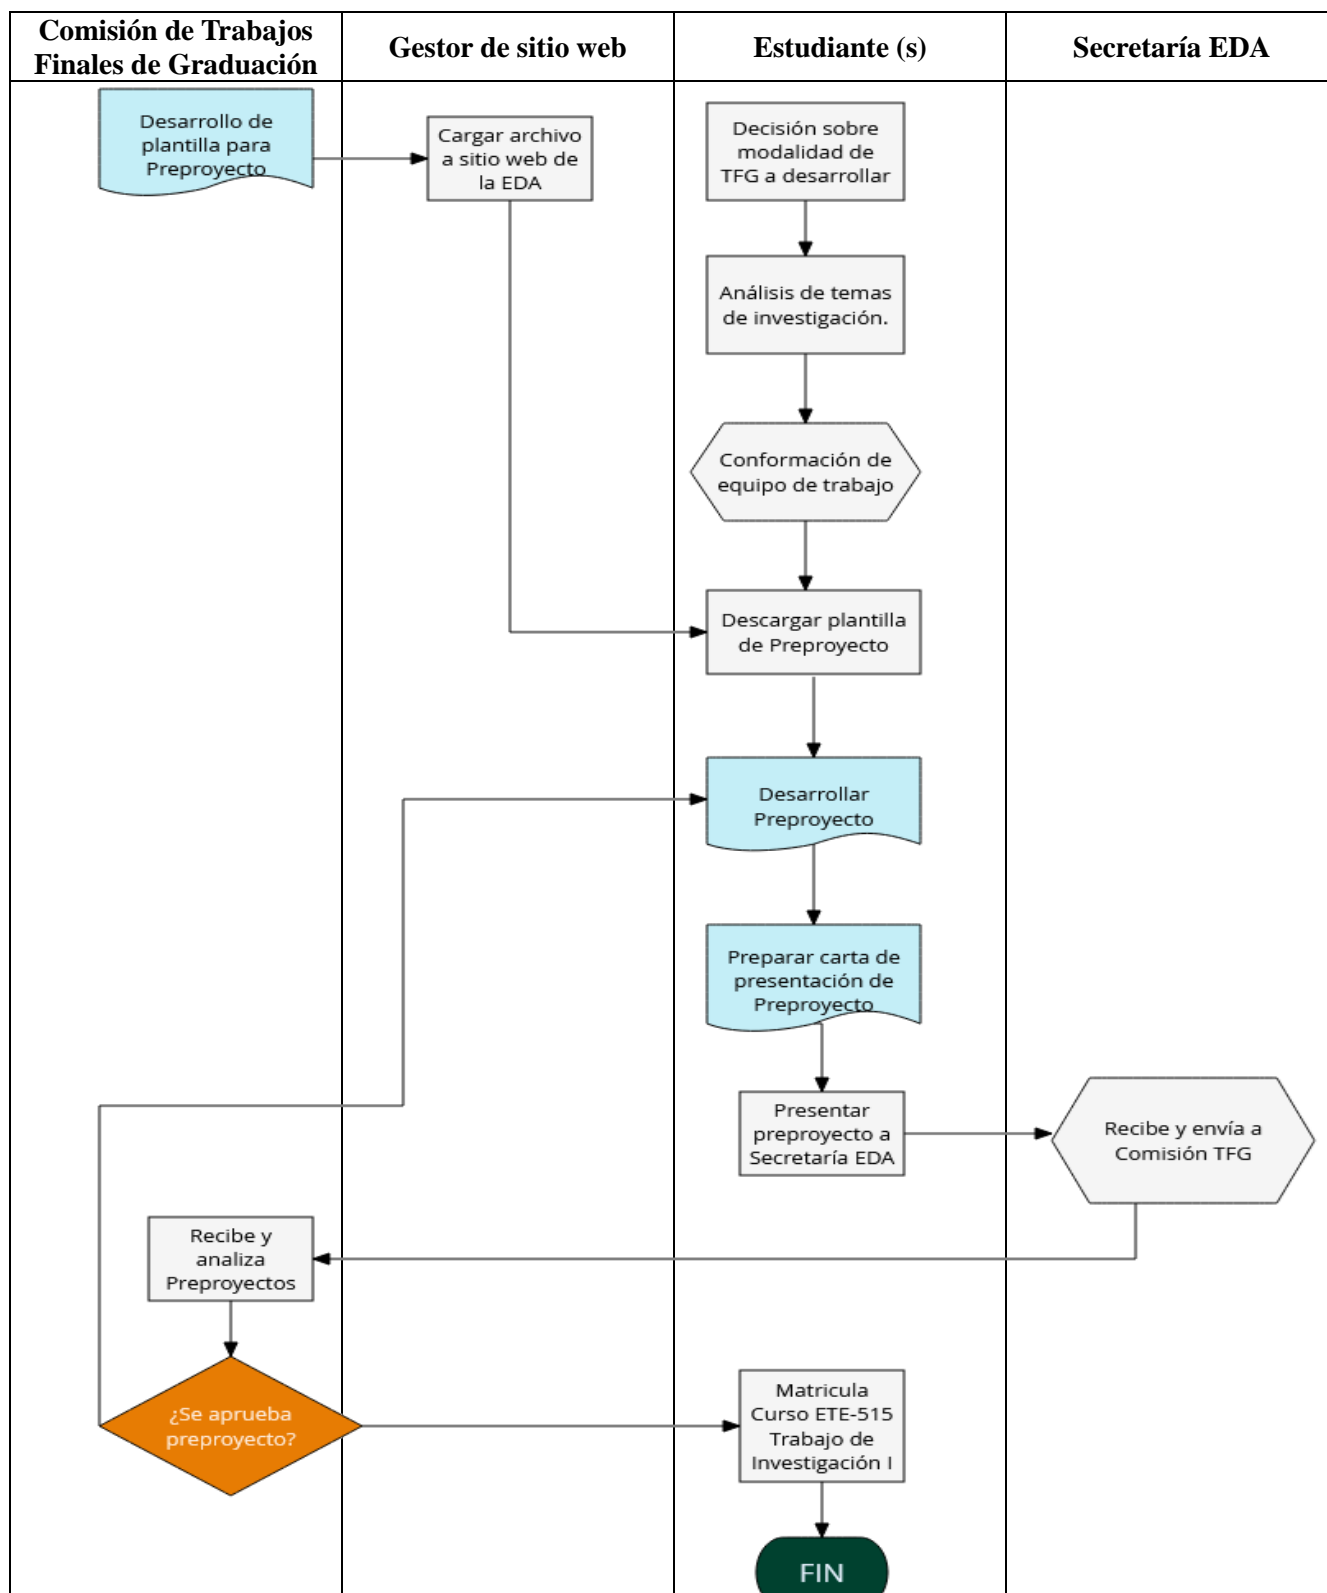 Comisión de Trabajos
Finales de Graduación
Gestor de sitio web
Estudiante (s)
Secretaría EDA
Desarrollo de
plantilla para
Preproyecto
Cargar archivo
a sitio web de
la EDA
Decisión sobre
modalidad de
TFG a desarrollar
Análisis de temas
de investigación.
Conformación de
equipo de trabajo
Descargar plantilla
de Preproyecto
Desarrollar
Preproyecto
Preparar carta de
presentación de
Preproyecto
Presentar
preproyecto a
Secretaría EDA
Recibe y envía a
Comisión TFG
Recibe y
analiza
Preproyectos
¿Se aprueba
preproyecto?
Matricula
Curso ETE-515
Trabajo de
Investigación I
FIN